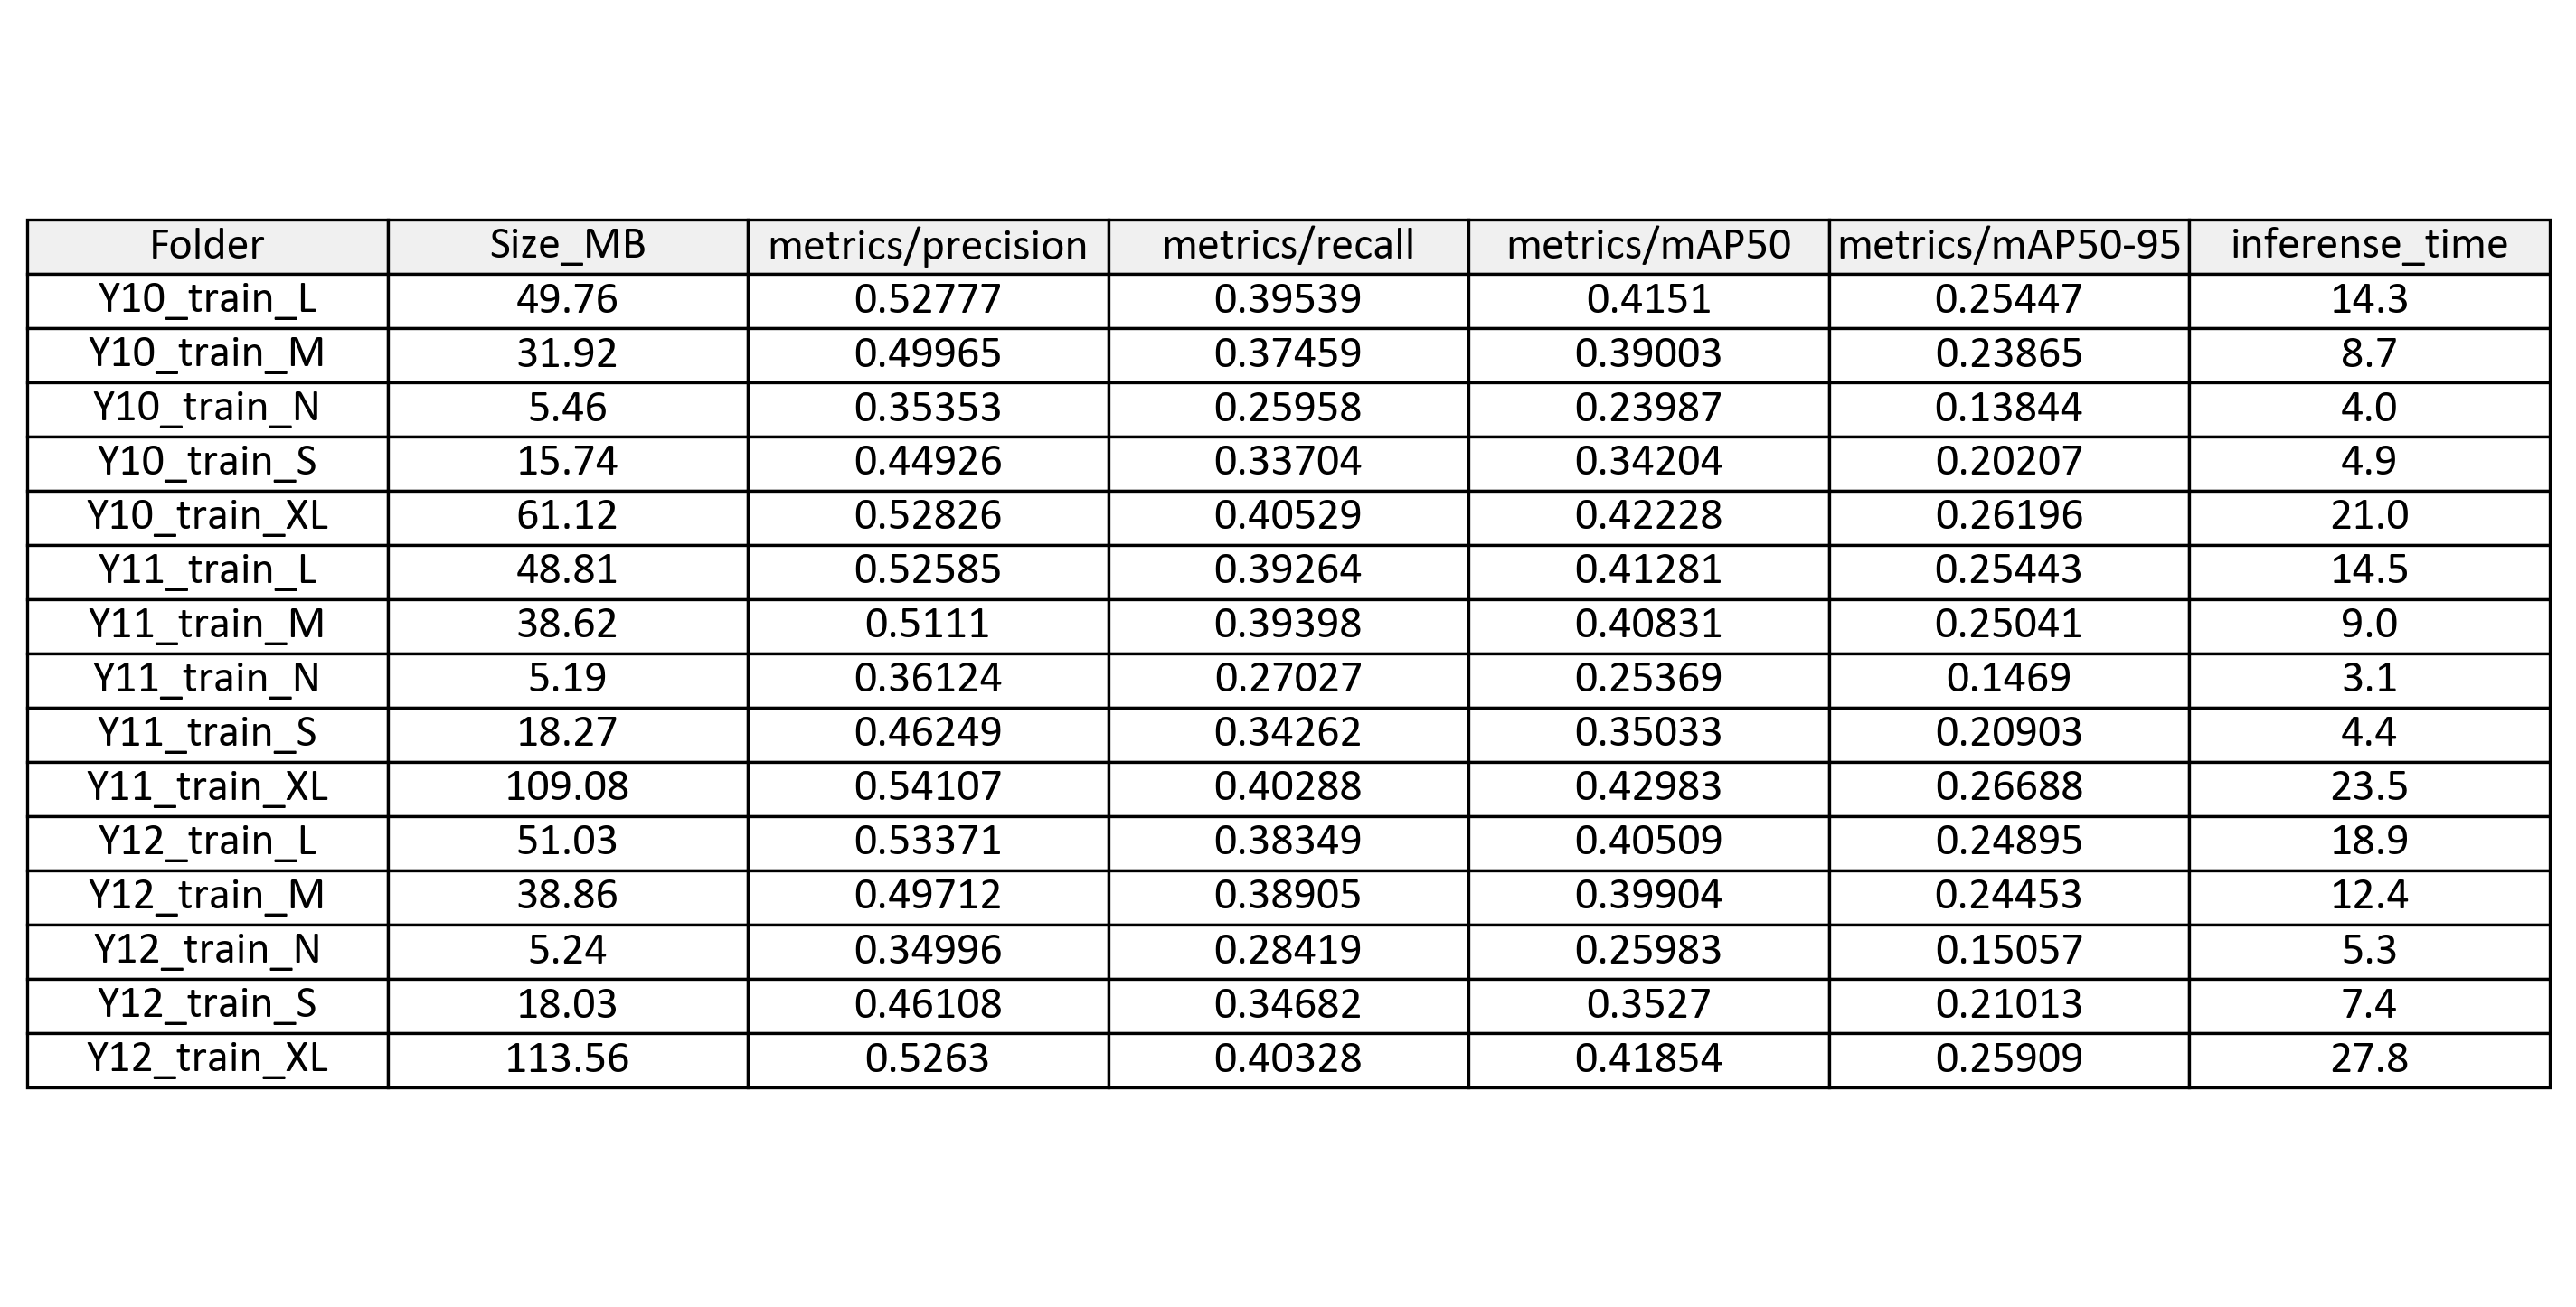 Folder Size_MB metrics/precision metrics/recall metrics/mAP50 metrics/mAP50-95 inferense_time
Y10_train_L 49.76 0.52777 0.39539 0.4151 0.25447 14.3
Y10_train_M 31.92 0.49965 0.37459 0.39003 0.23865 8.7
Y10_train_N 5.46 0.35353 0.25958 0.23987 0.13844 4.0
Y10_train_S 15.74 0.44926 0.33704 0.34204 0.20207 4.9
Y10_train_XL 61.12 0.52826 0.40529 0.42228 0.26196 21.0
Y11_train_L 48.81 0.52585 0.39264 0.41281 0.25443 14.5
Y11_train_M 38.62 0.5111 0.39398 0.40831 0.25041 9.0
Y11_train_N 5.19 0.36124 0.27027 0.25369 0.1469 3.1
Y11_train_S 18.27 0.46249 0.34262 0.35033 0.20903 4.4
Y11_train_XL 109.08 0.54107 0.40288 0.42983 0.26688 23.5
Y12_train_L 51.03 0.53371 0.38349 0.40509 0.24895 18.9
Y12_train_M 38.86 0.49712 0.38905 0.39904 0.24453 12.4
Y12_train_N 5.24 0.34996 0.28419 0.25983 0.15057 5.3
Y12_train_S 18.03 0.46108 0.34682 0.3527 0.21013 7.4
Y12_train_XL 113.56 0.5263 0.40328 0.41854 0.25909 27.8